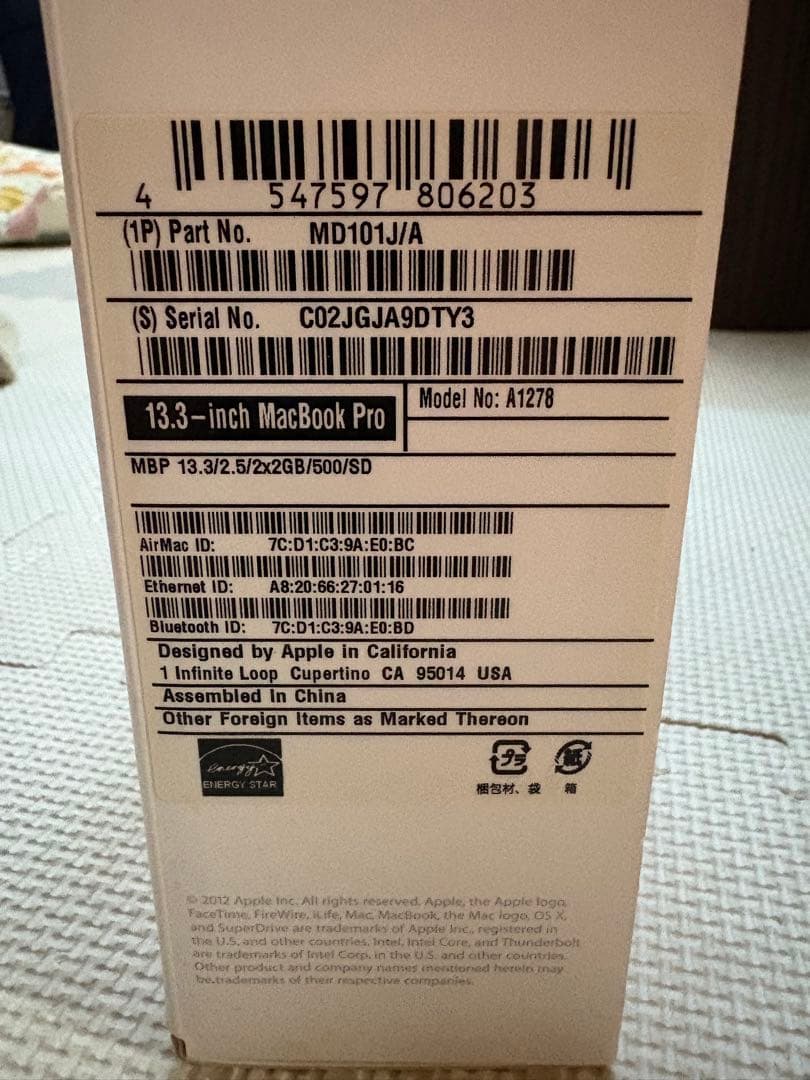 4 547597 806203
(1P) Part No. MD101J/A
(S) Serial No. C02JGJA9DTY3
13.3-inch MacBook Pro
Model No: A1278
MBP 13.3/2.5/2x2GB/500/SD
AirMac ID: 7C:D1:C3:9A:E0:BC
Ethernet ID: A8:20:66:27:01:16
Bluetooth ID: 7C:D1:C3:9A:E0:BD
Designed by Apple in California
1 Infinite Loop Cupertino CA 95014 USA
Assembled In China
Other Foreign Items as Marked Thereon
energy
ENERGY STAR
プラ 紙
梱包材、袋 箱
© 2012 Apple Inc. All rights reserved. Apple, the Apple logo,
FaceTime, FireWire, iLife, Mac, MacBook, the Mac logo, OS X,
and SuperDrive are trademarks of Apple Inc., registered in
the U.S. and other countries. Intel, Intel Core, and Thunderbolt
are trademarks of Intel Corp. in the U.S. and other countries.
Other product and company names mentioned herein may
be trademarks of their respective companies.